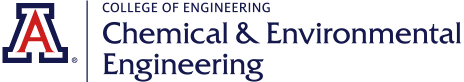 A®
COLLEGE OF ENGINEERING
Chemical & Environmental
Engineering